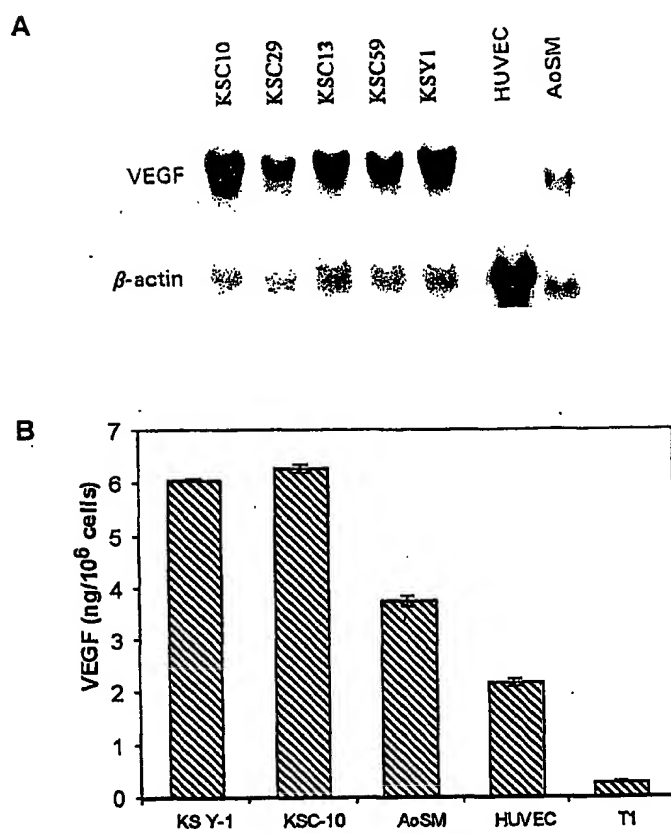 A
KSC10 KSC29 KSC13 KSC59 KSY1 HUVEC AoSM
VEGF
β-actin
B
VEGF (ng/10⁶ cells)
7
6
5
4
3
2
1
0
KS Y-1 KSC-10 AoSM HUVEC T1